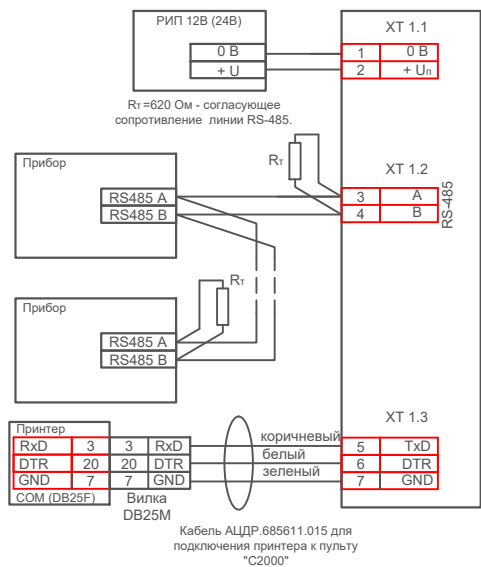 РИП 12В (24В)
0 В
+ U
XT 1.1
1 0 В
2 + Uп
Rт=620 Ом - согласующее
сопротивление линии RS-485.
Rт
Прибор
RS485 A
RS485 B
XT 1.2
3 A
4 B
RS-485
Rт
Прибор
RS485 A
RS485 B
XT 1.3
Принтер
RxD 3 3 RxD коричневый 5 TxD
DTR 20 20 DTR белый 6 DTR
GND 7 7 GND зеленый 7 GND
COM (DB25F)
Вилка
DB25M
Кабель АЦДР.685611.015 для
подключения принтера к пульту
"С2000"